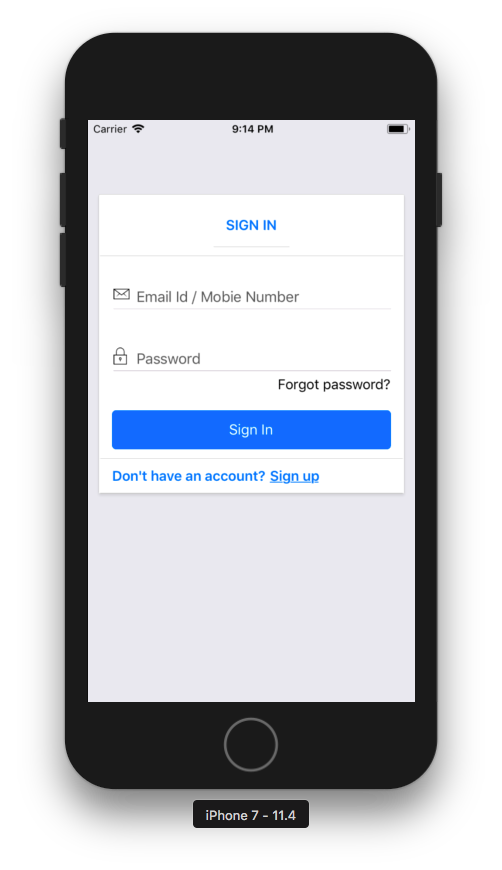 Carrier 9:14 PM
SIGN IN
Email Id / Mobie Number
Password
Forgot password?
Sign In
Don't have an account? Sign up
iPhone 7 - 11.4